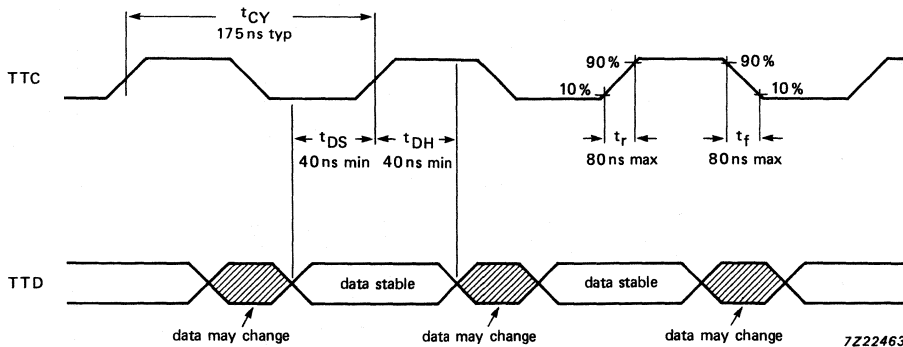 tCY
175 ns typ
TTC
90%
90%
10%
10%
tDS
tDH
tr
tf
40 ns min
40 ns min
80 ns max
80 ns max
TTD
data stable
data stable
data may change
data may change
data may change
7Z22463